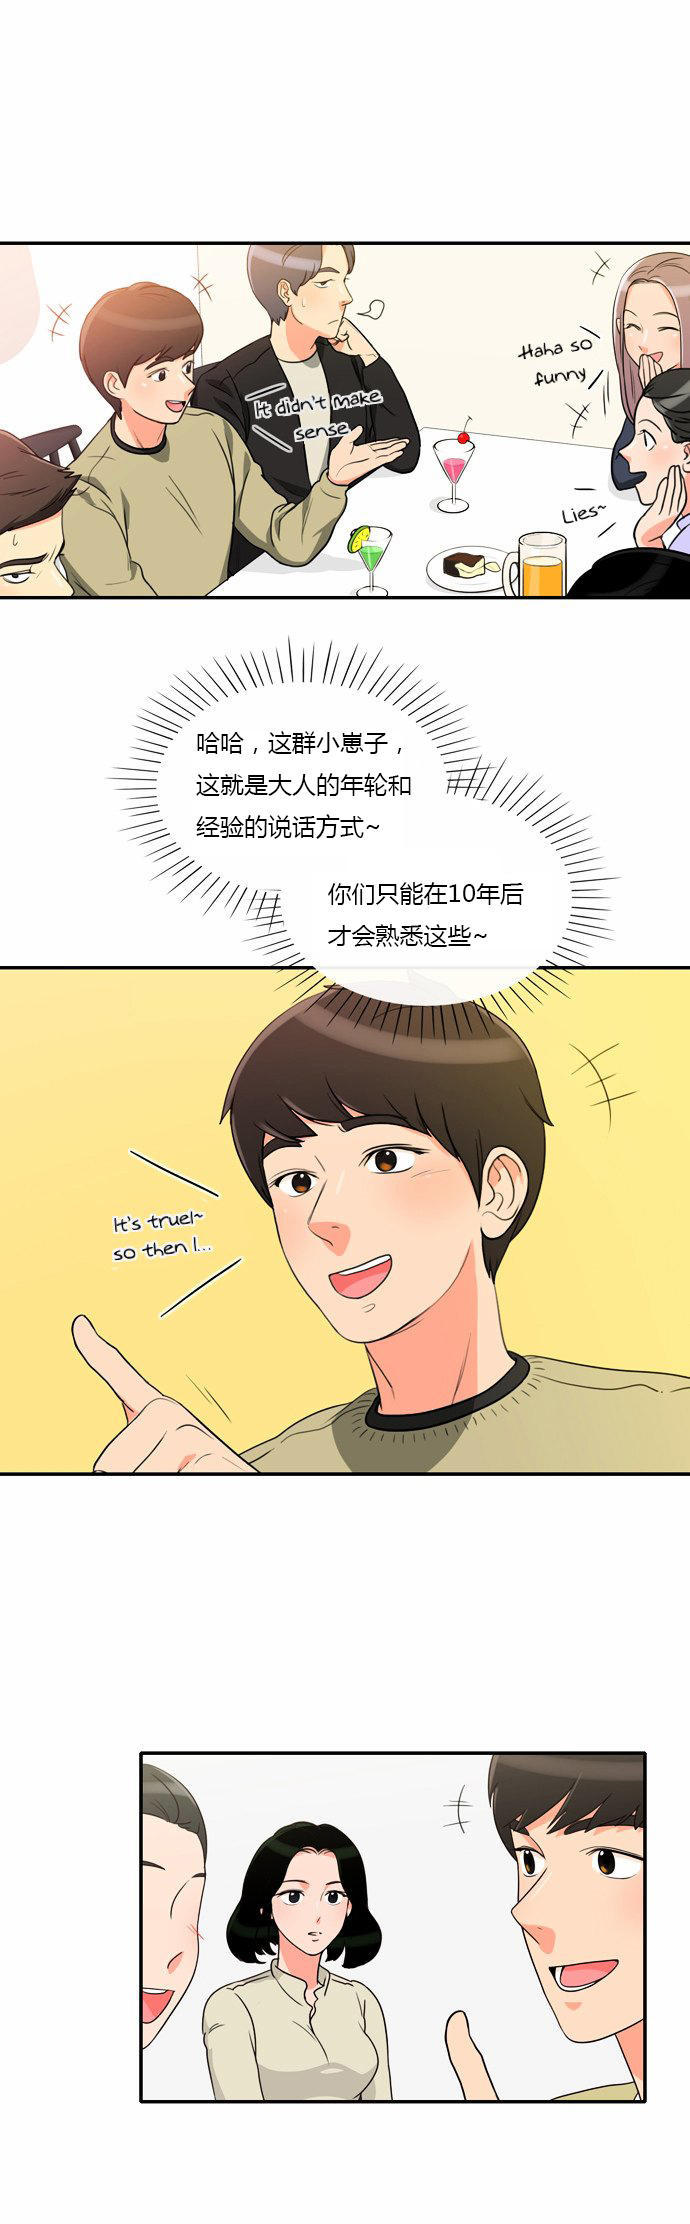 Haha so
funny
It didn't make
sense
Lies~
哈哈，这群小崽子，
这就是大人的年轮和
经验的说话方式~
你们只能在10年后
才会熟悉这些~
It's true!~
so then I...